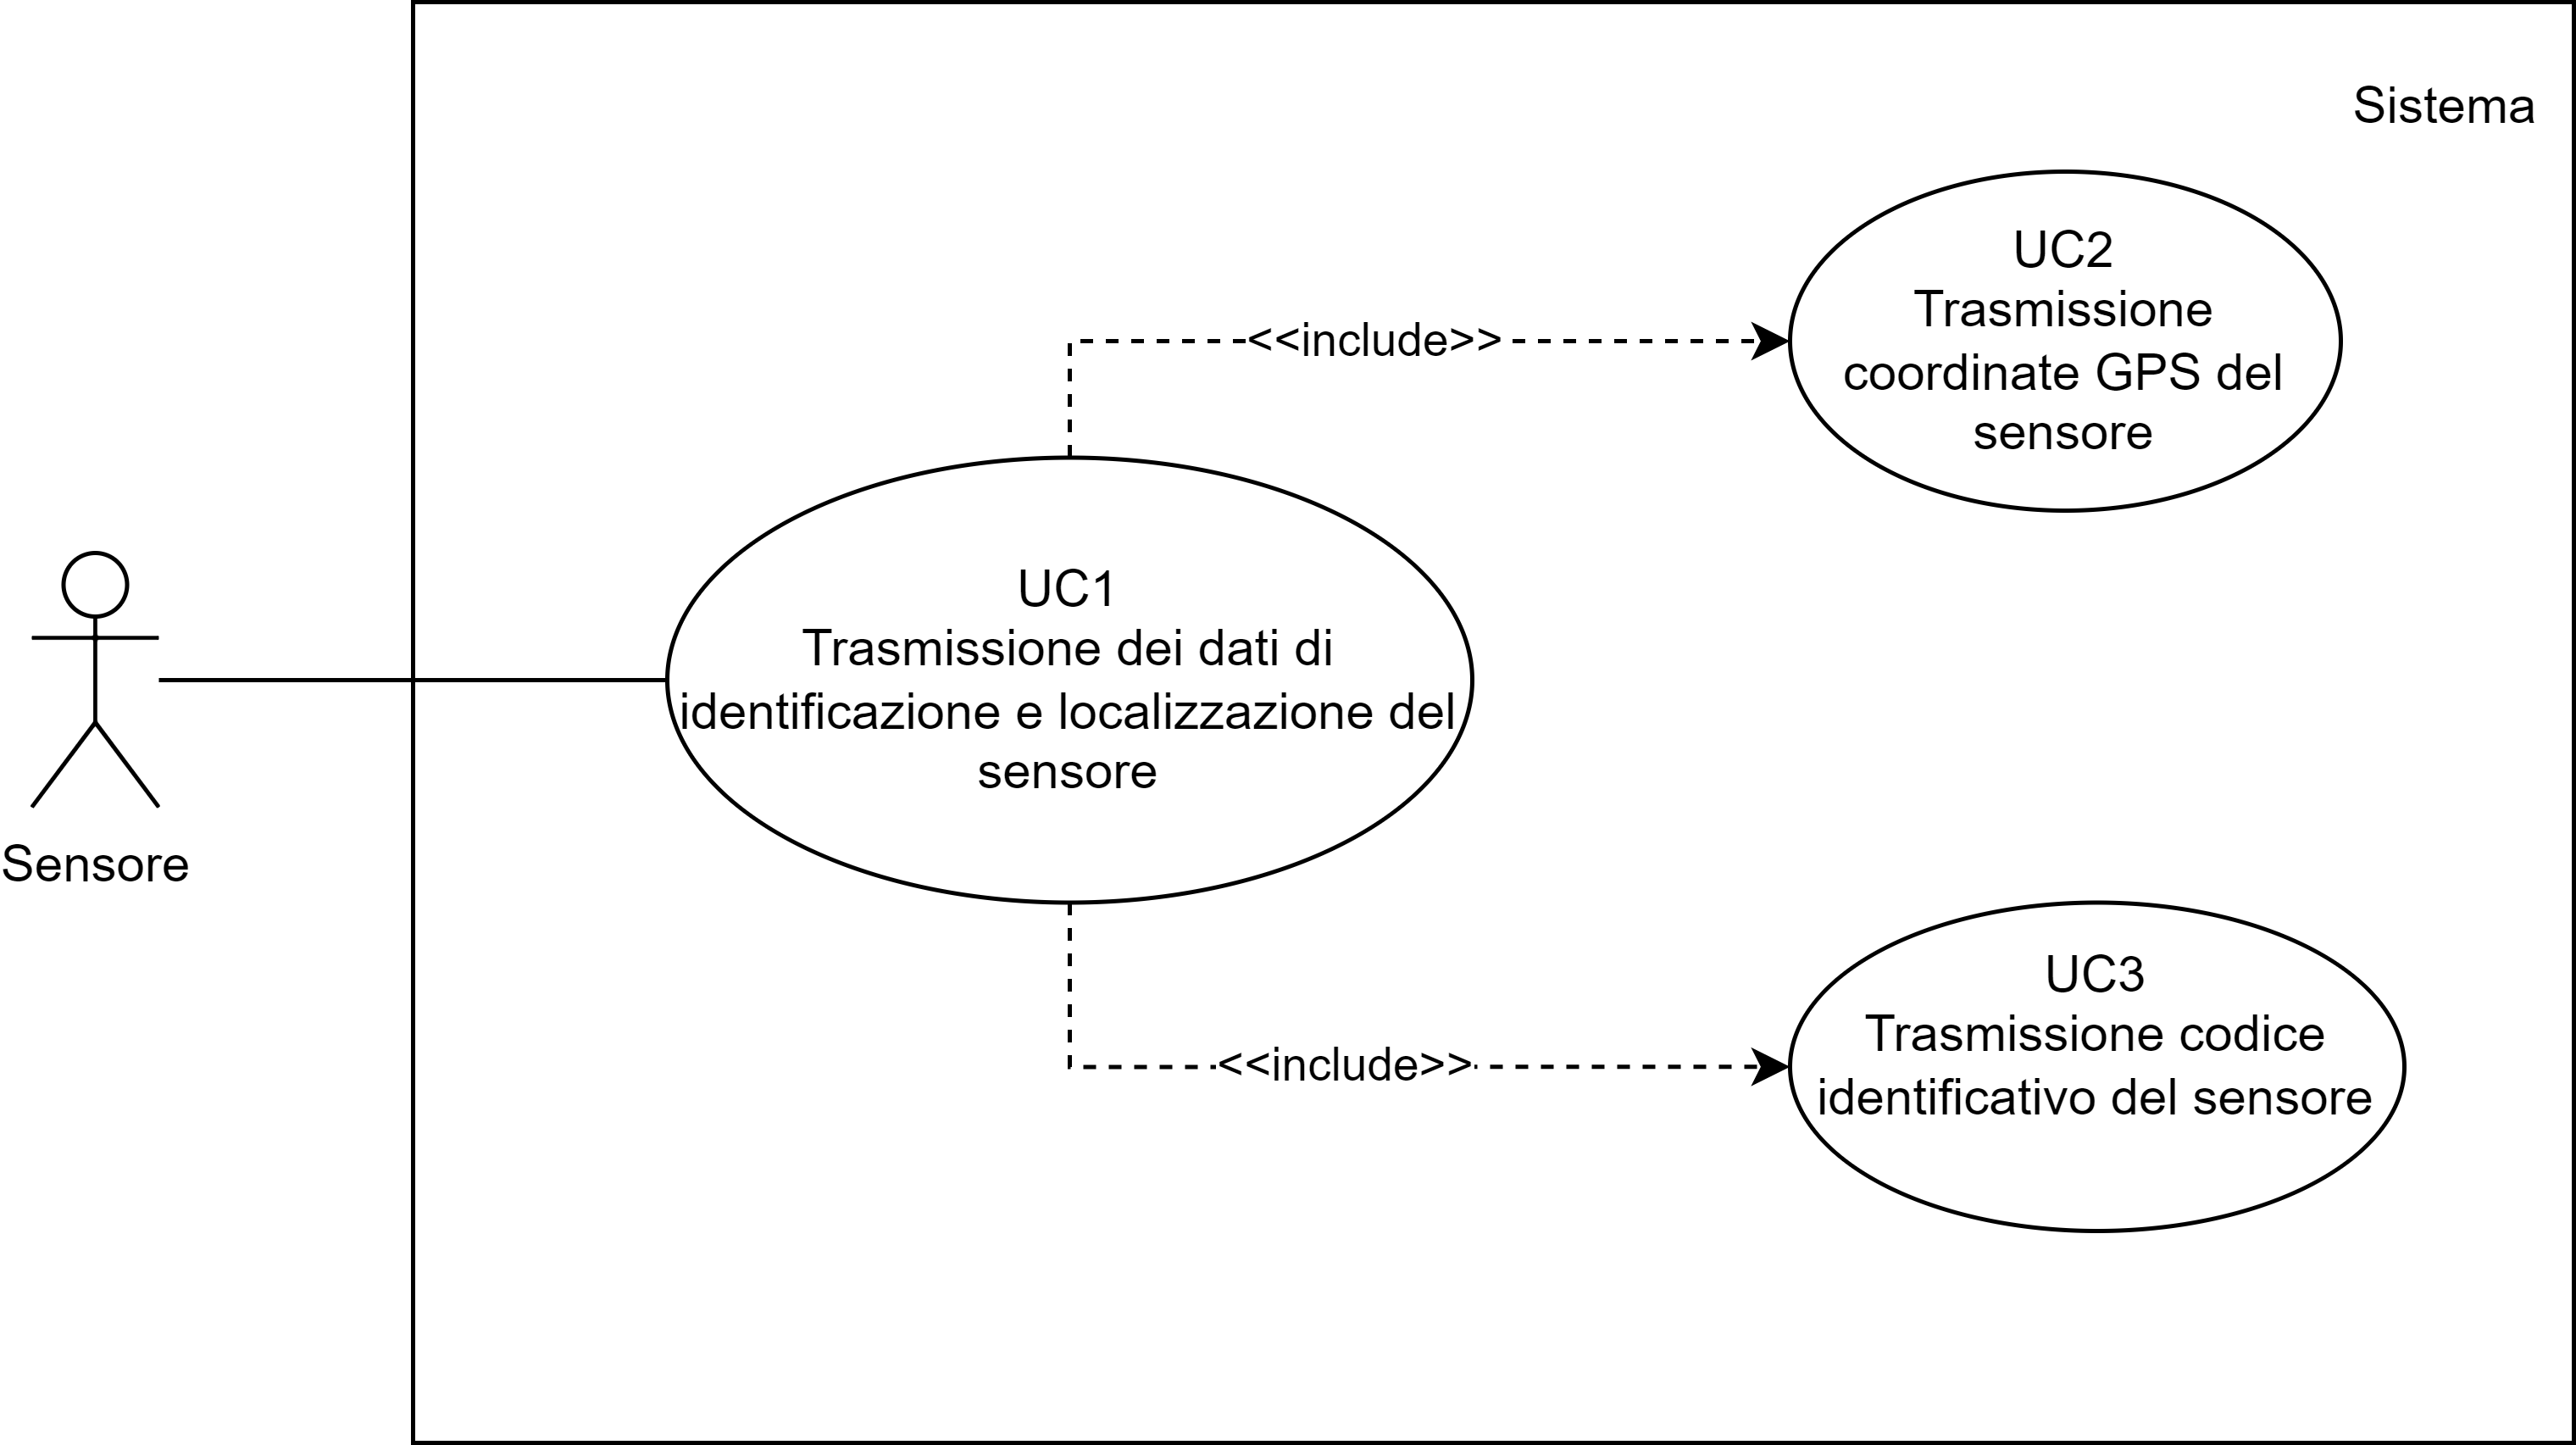 Sistema
UC2
Trasmissione
coordinate GPS del
sensore
<<include>>
UC1
Trasmissione dei dati di
identificazione e localizzazione del
sensore
Sensore
UC3
Trasmissione codice
identificativo del sensore
<<include>>